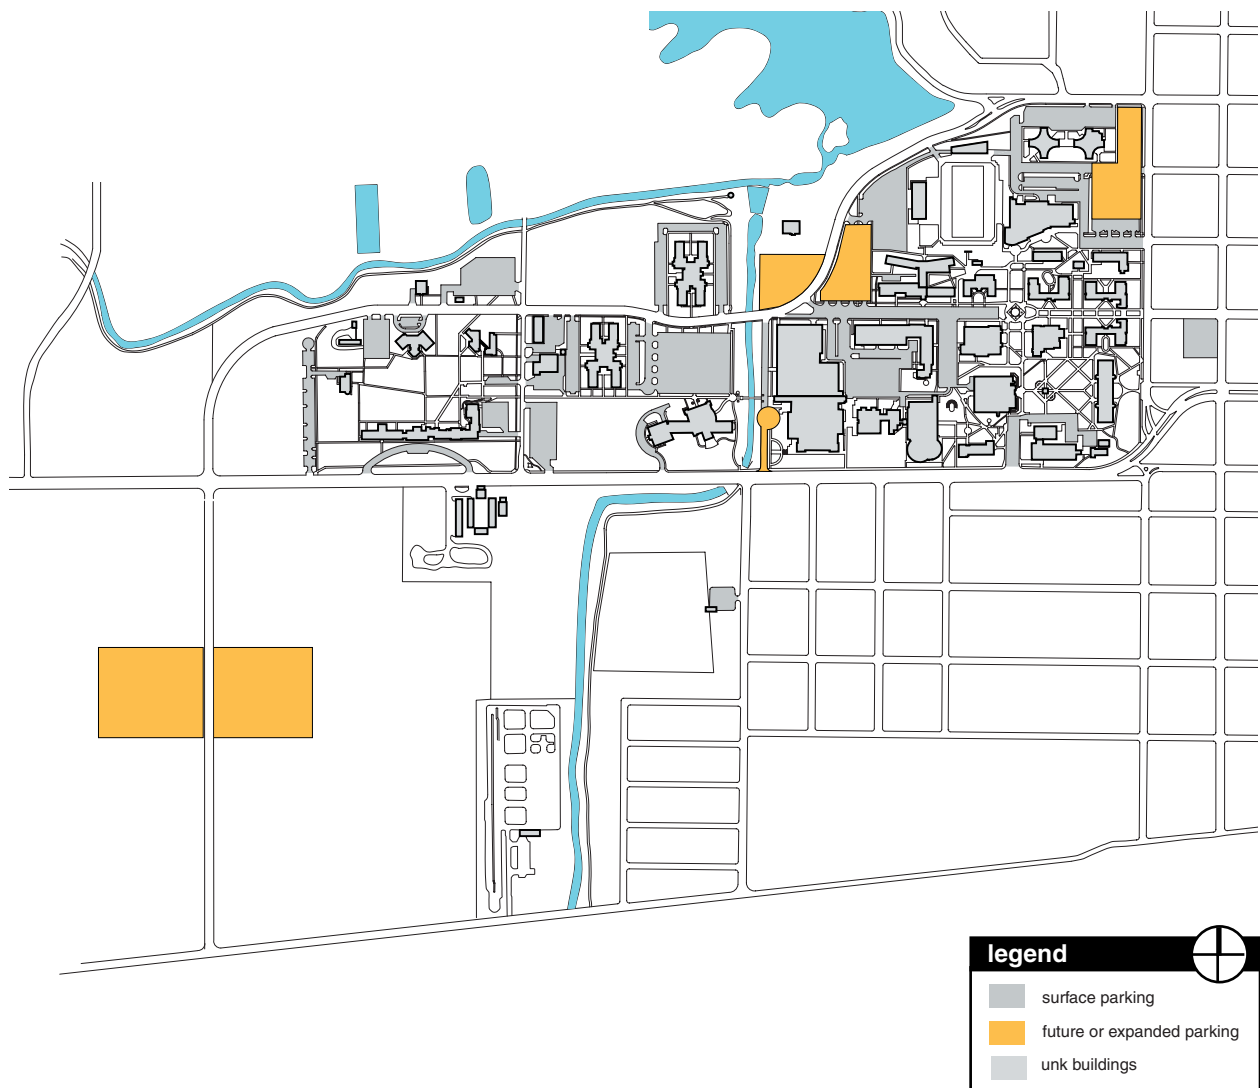 legend
surface parking
future or expanded parking
unk buildings